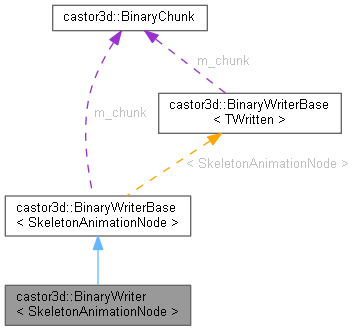 castor3d::BinaryChunk
m_chunk
castor3d::BinaryWriterBase
< TWritten >
m_chunk
< SkeletonAnimationNode >
castor3d::BinaryWriterBase
< SkeletonAnimationNode >
castor3d::BinaryWriter
< SkeletonAnimationNode >